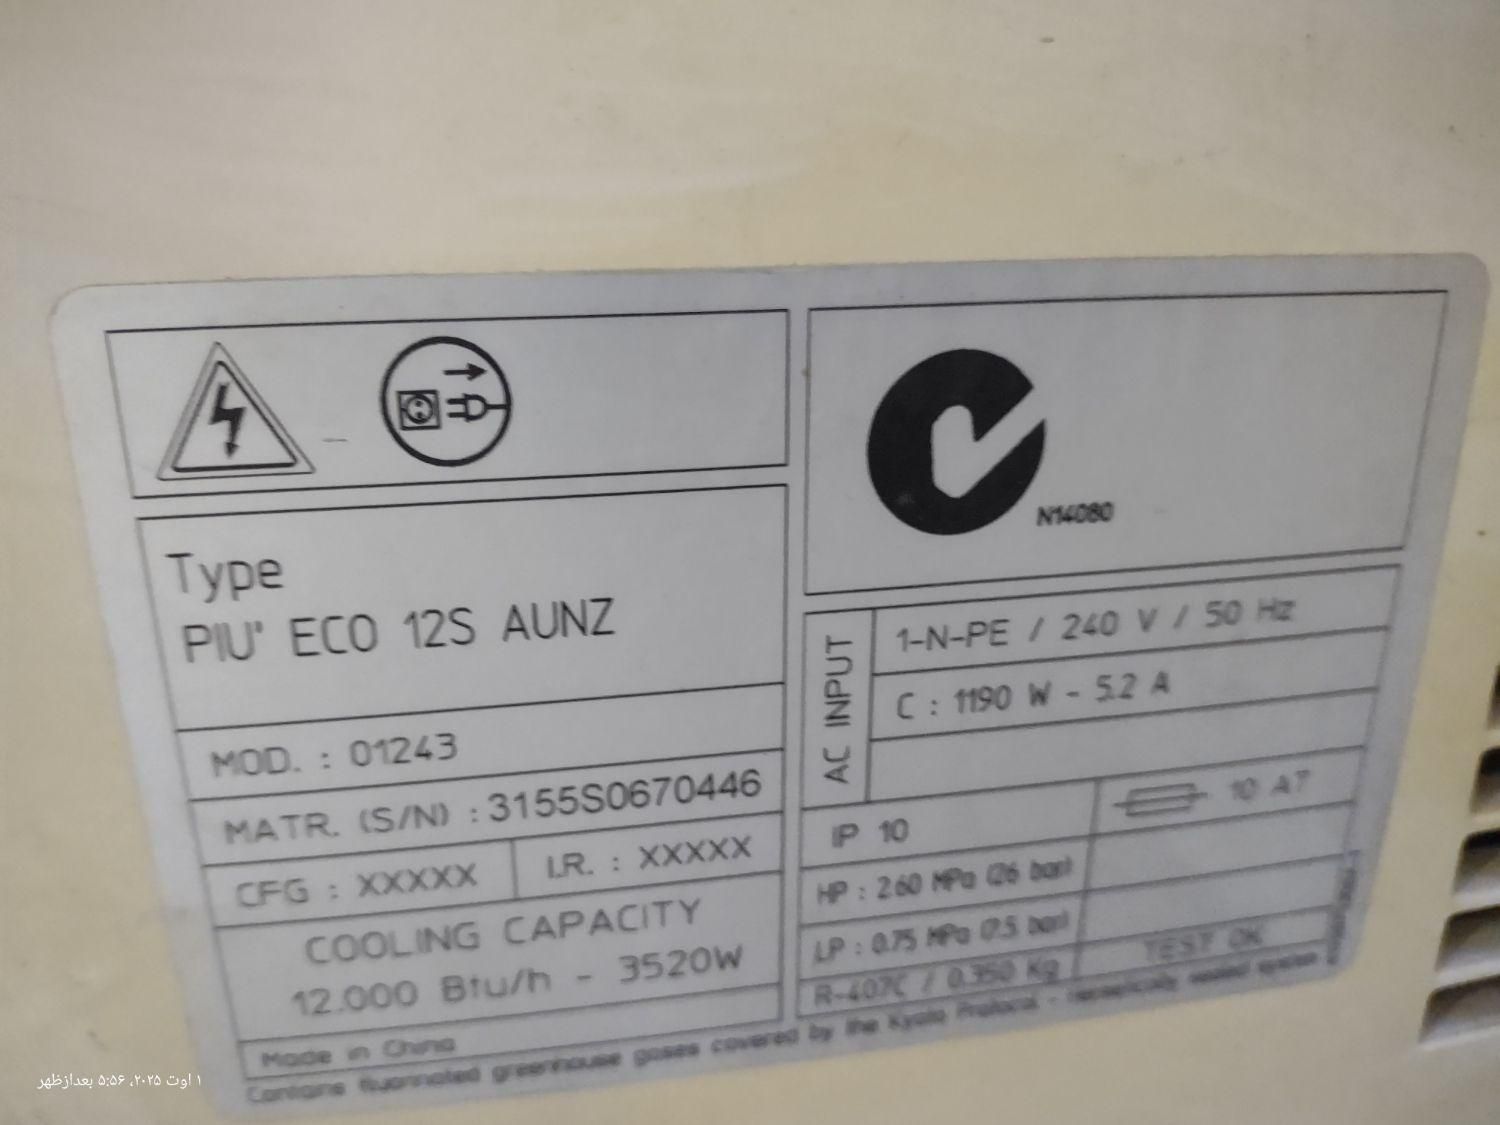 N14080
Type
PIU' ECO 12S AUNZ
MOD. : 01243
MATR. (S/N) : 3155S0670446
CFG : XXXXX
I.R. : XXXXX
COOLING CAPACITY
12.000 Btu/h - 3520W
Made in China
AC INPUT
1-N-PE / 240 V / 50 Hz
C : 1190 W - 5.2 A
IP 10
10 AT
HP : 2.60 MPa (26 bar)
LP : 0.75 MPa (7.5 bar)
TEST OK
R-407C / 0.350 Kg
Contains fluorinated greenhouse gases covered by the Kyoto Protocol - hermetically sealed system
۱ اوت ۲۰۲۵، ۵:۵۶ بعدازظهر